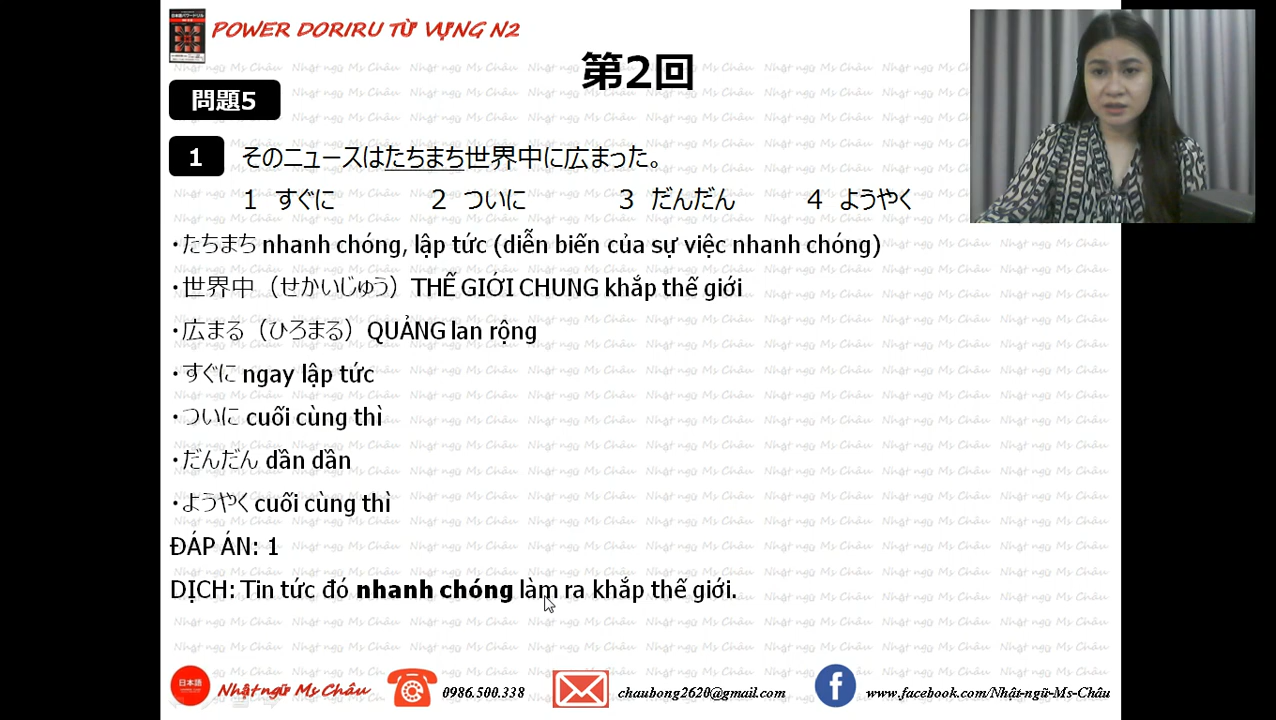 POWER DORIRU TỪ VỰNG N2
第2回
問題5
1 そのニュースはたちまち世界中に広まった。
1 すぐに 2 ついに 3 だんだん 4 ようやく
・たちまち nhanh chóng, lập tức (diễn biến của sự việc nhanh chóng)
・世界中（せかいじゅう）THẾ GIỚI CHUNG khắp thế giới
・広まる（ひろまる）QUẢNG lan rộng
・すぐに ngay lập tức
・ついに cuối cùng thì
・だんだん dần dần
・ようやく cuối cùng thì
ĐÁP ÁN: 1
DỊCH: Tin tức đó nhanh chóng làm ra khắp thế giới.
日本語 Nhật ngữ Ms Châu 0986.500.338 chaubong2620@gmail.com www.facebook.com/Nhật-ngữ-Ms-Châu